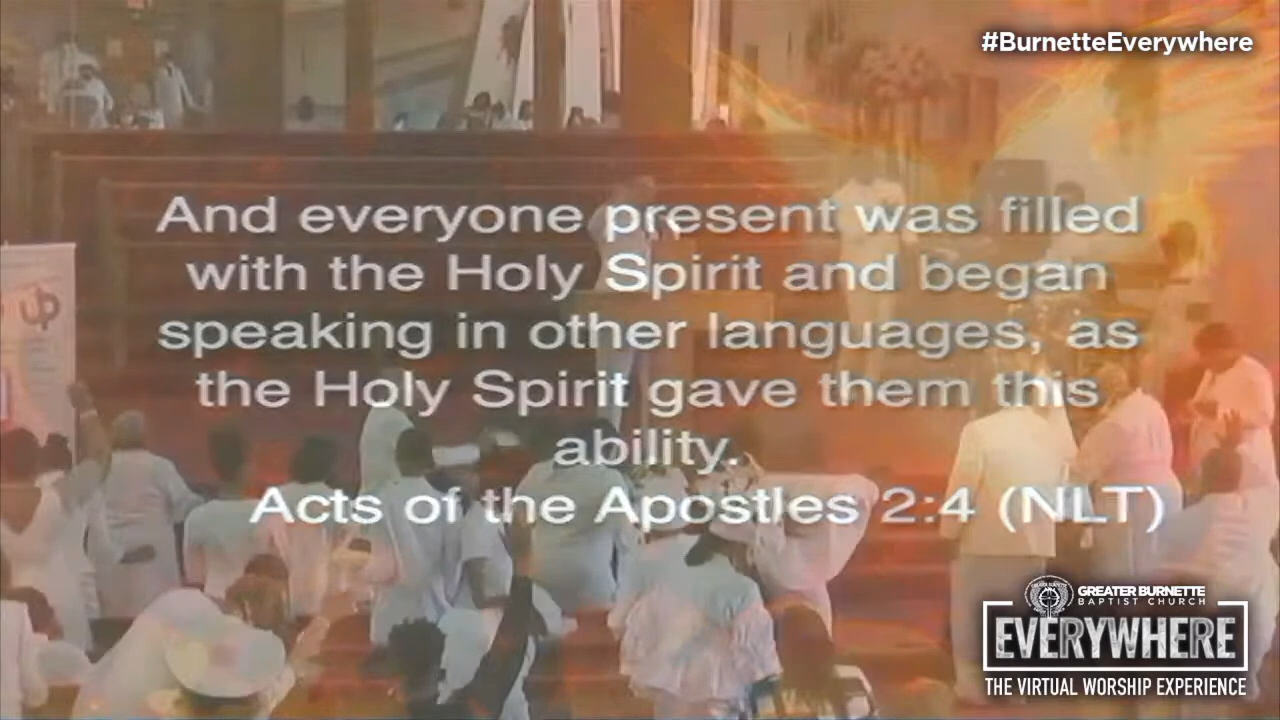 #BurnetteEverywhere
And everyone present was filled
with the Holy Spirit and began
speaking in other languages, as
the Holy Spirit gave them this
ability.
Acts of the Apostles 2:4 (NLT)
up
GREATER BURNETTE
BAPTIST CHURCH
EVERYWHERE
THE VIRTUAL WORSHIP EXPERIENCE